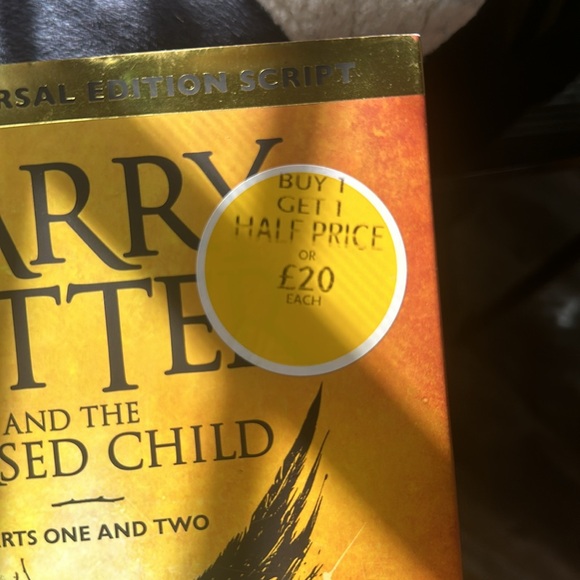 RSAL EDITION SCRIPT
ARRY
TTER
BUY 1
GET 1
HALF PRICE
OR
£20
EACH
AND THE
SED CHILD
RTS ONE AND TWO